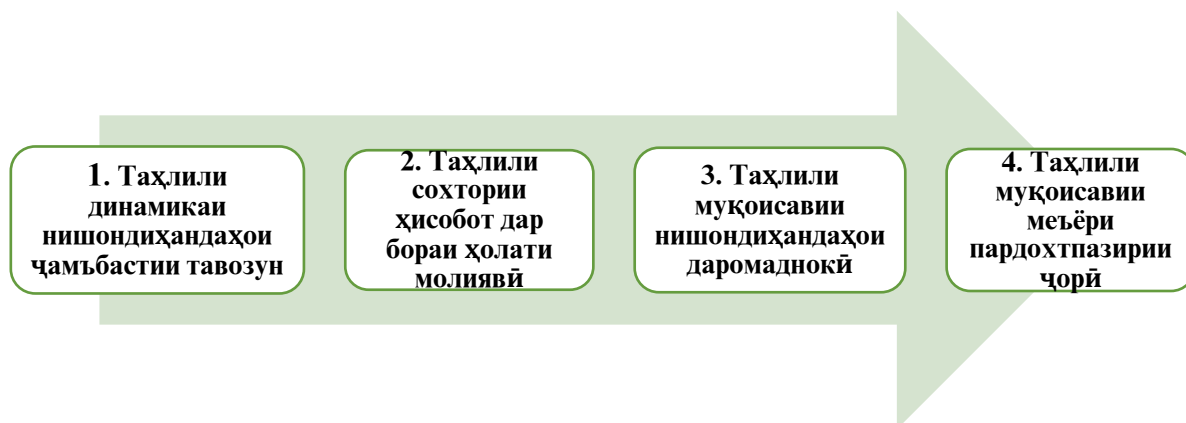 1. Таҳлили
динамикаи
нишондиҳандаҳои
ҷамъбастии тавозун
2. Таҳлили
сохтории
ҳисобот дар
бораи ҳолати
молиявӣ
3. Таҳлили
муқоисавии
нишондиҳандаҳои
даромаднокӣ
4. Таҳлили
муқоисавии
меъёри
пардохтпазирии
ҷорӣ